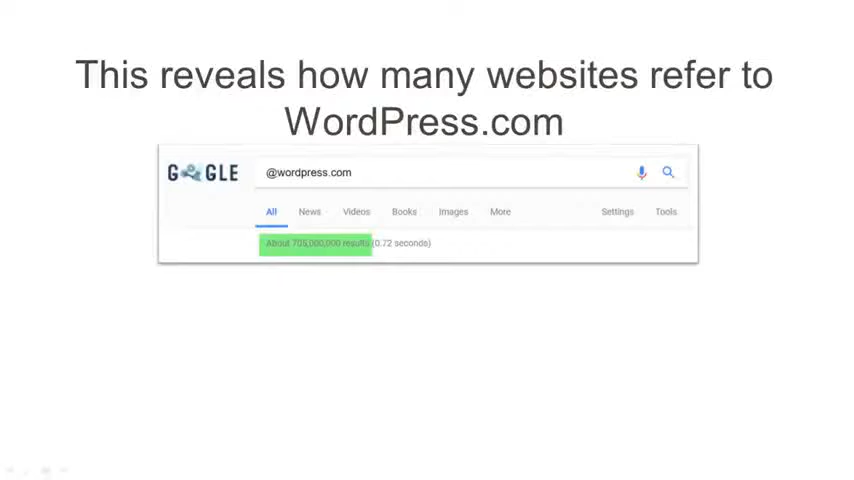 This reveals how many websites refer to
WordPress.com
GOOGLE @wordpress.com
All News Videos Books Images More Settings Tools
About 705,000,000 results (0.72 seconds)